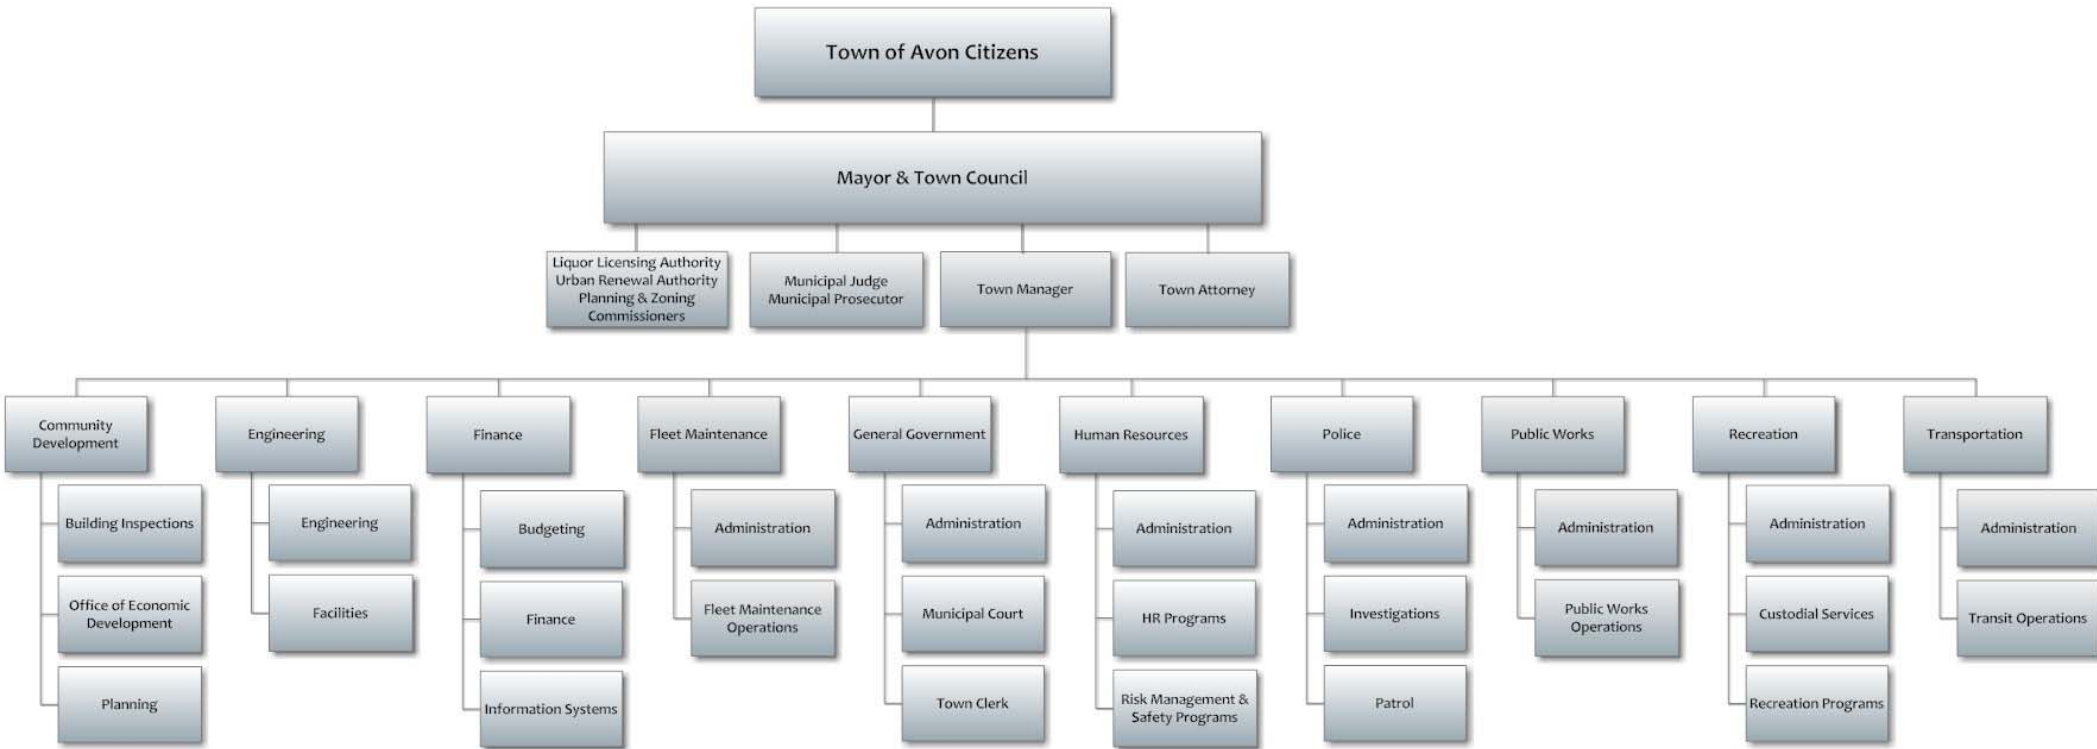 Town of Avon Citizens
Mayor & Town Council
Liquor Licensing Authority
Urban Renewal Authority
Planning & Zoning
Commissioners
Municipal Judge
Municipal Prosecutor
Town Manager
Town Attorney
Community
Development
Engineering
Finance
Fleet Maintenance
General Government
Human Resources
Police
Public Works
Recreation
Transportation
Building Inspections
Engineering
Budgeting
Administration
Administration
Administration
Administration
Administration
Administration
Administration
Office of Economic
Development
Facilities
Finance
Fleet Maintenance
Operations
Municipal Court
HR Programs
Investigations
Public Works
Operations
Custodial Services
Transit Operations
Planning
Information Systems
Town Clerk
Risk Management &
Safety Programs
Patrol
Recreation Programs